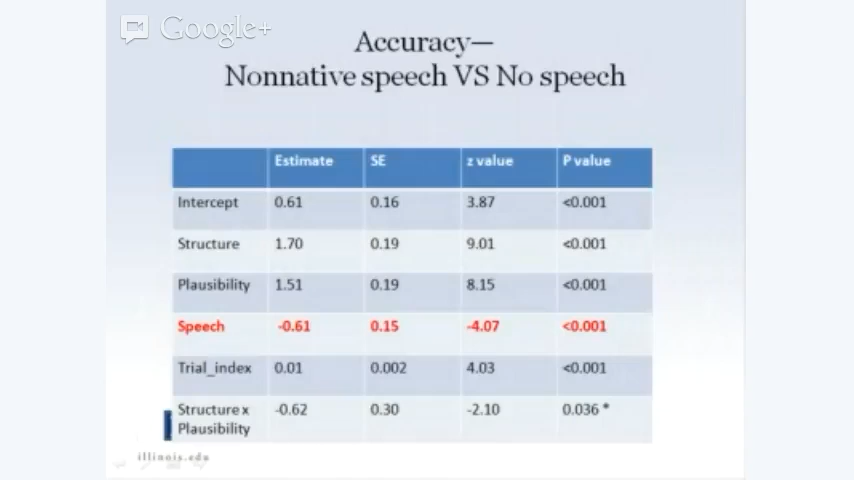 Google+
Accuracy—
Nonnative speech VS No speech
Estimate SE z value P value
Intercept 0.61 0.16 3.87 <0.001
Structure 1.70 0.19 9.01 <0.001
Plausibility 1.51 0.19 8.15 <0.001
Speech -0.61 0.15 -4.07 <0.001
Trial_index 0.01 0.002 4.03 <0.001
Structure x Plausibility -0.62 0.30 -2.10 0.036 *
illinois.edu